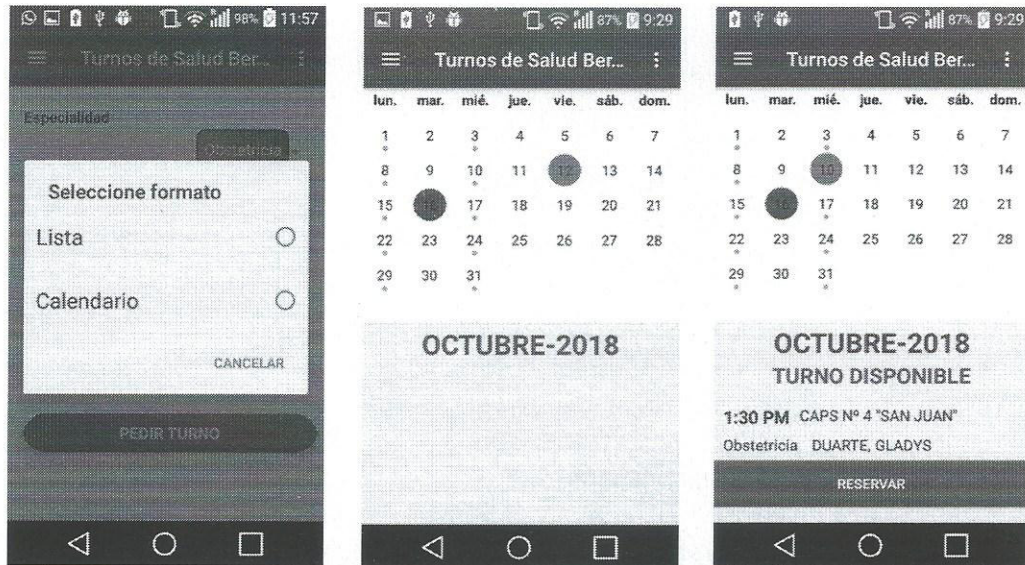 98% 11:57
Turnos de Salud Ber...
Especialidad
Obstetricia
Seleccione formato
Lista
Calendario
CANCELAR
PEDIR TURNO
87% 9:29
Turnos de Salud Ber...
lun. mar. mié. jue. vie. sáb. dom.
1 2 3 4 5 6 7
8 9 10 11 12 13 14
15 16 17 18 19 20 21
22 23 24 25 26 27 28
29 30 31
OCTUBRE-2018
87% 9:29
Turnos de Salud Ber...
lun. mar. mié. jue. vie. sáb. dom.
1 2 3 4 5 6 7
8 9 10 11 12 13 14
15 16 17 18 19 20 21
22 23 24 25 26 27 28
29 30 31
OCTUBRE-2018
TURNO DISPONIBLE
1:30 PM CAPS Nº 4 "SAN JUAN"
Obstetricia DUARTE, GLADYS
RESERVAR